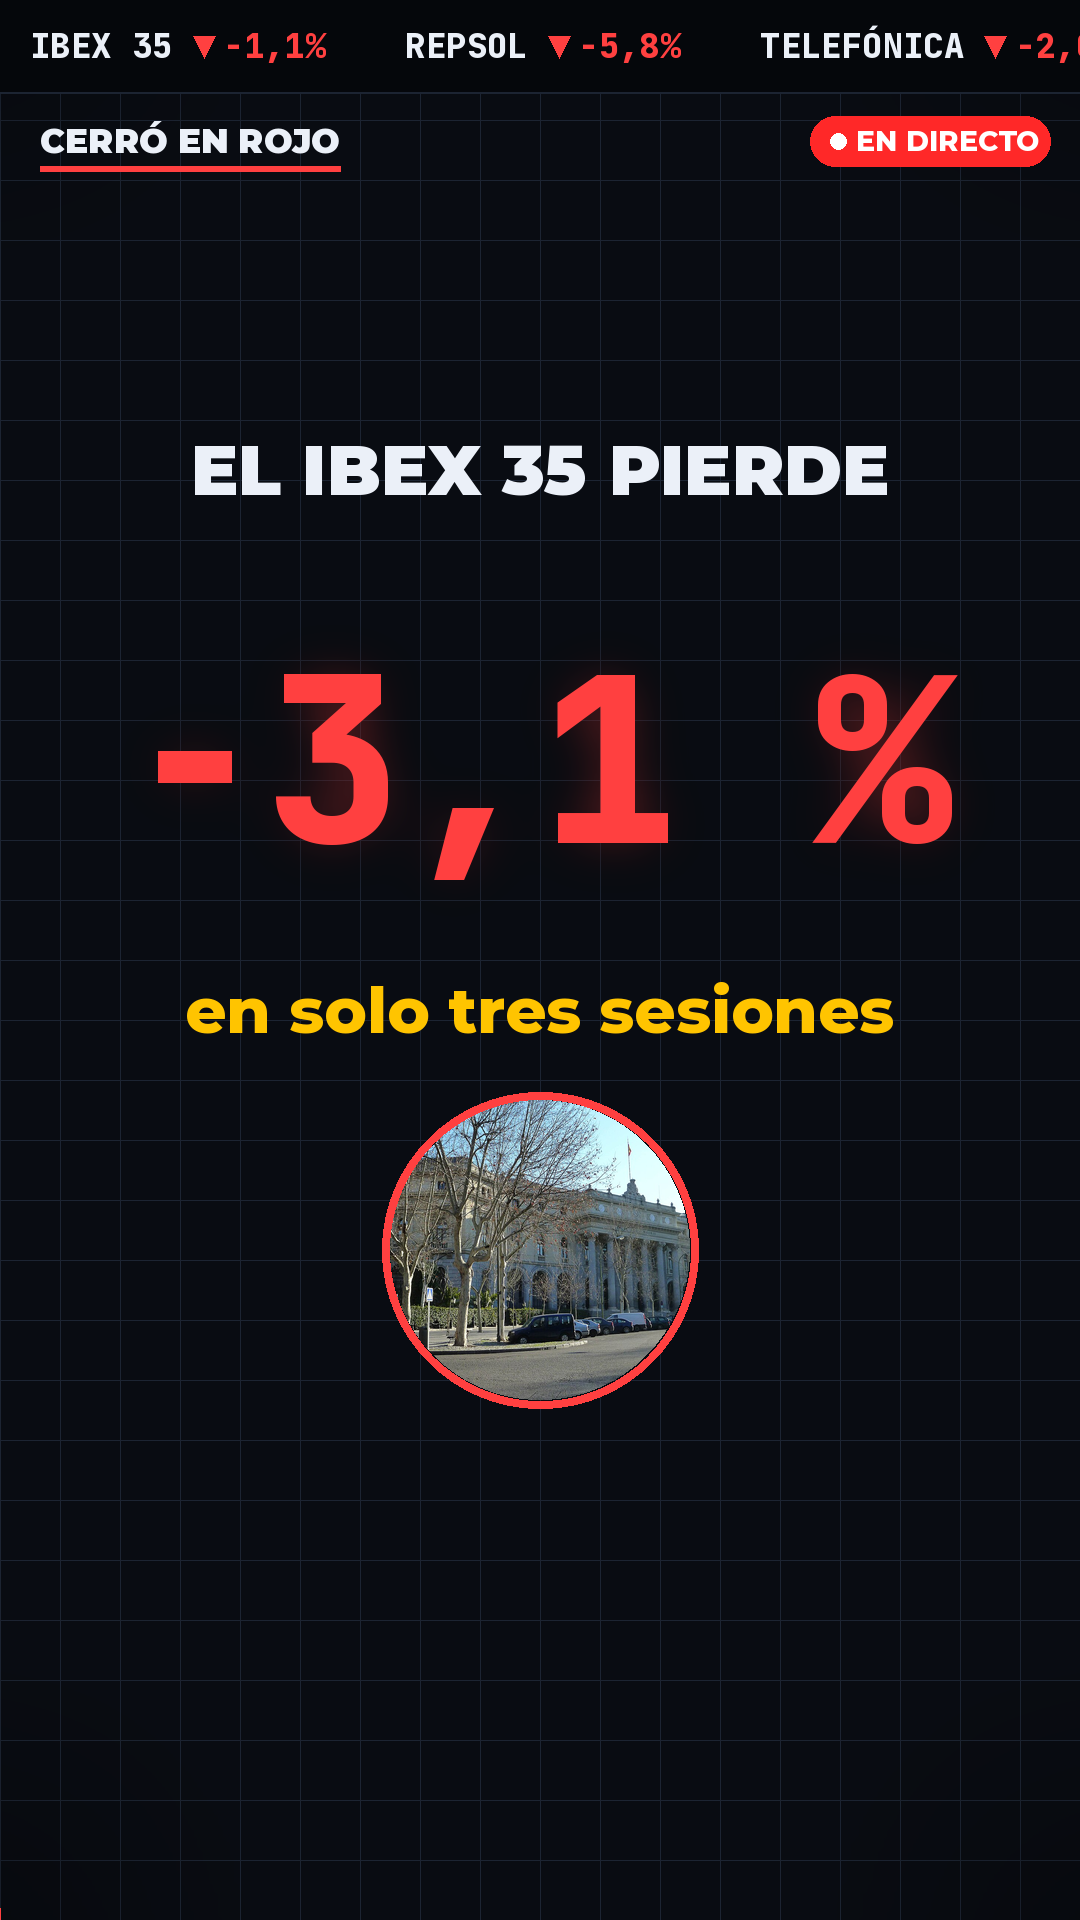 IBEX 35 ▼ -1,1% REPSOL ▼ -5,8% TELEFÓNICA ▼ -2,
CERRÓ EN ROJO
EN DIRECTO
EL IBEX 35 PIERDE
-3,1 %
en solo tres sesiones